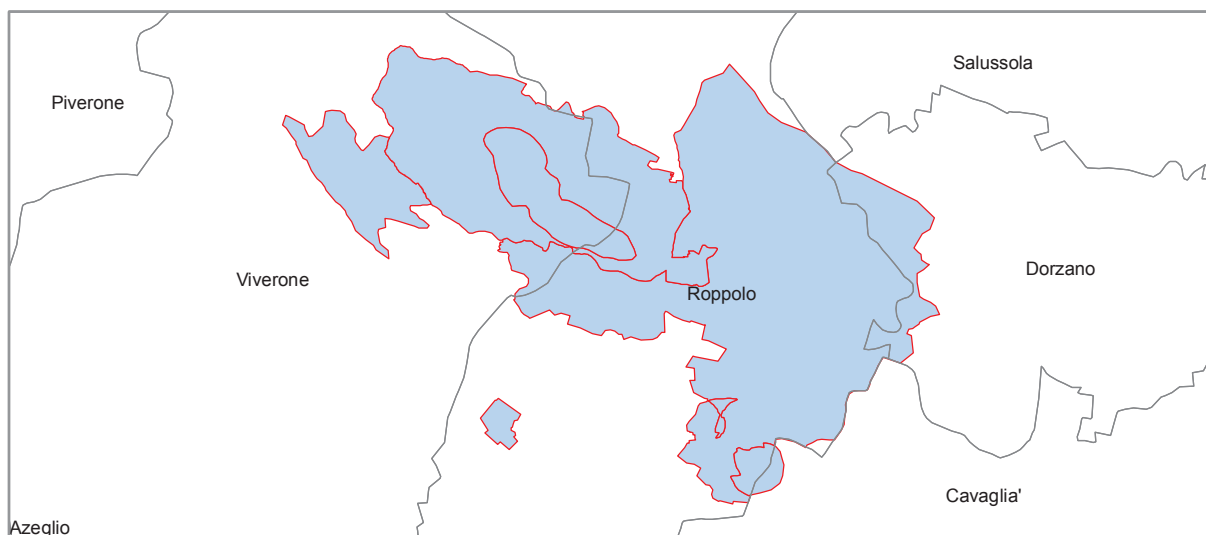 Salussola
Piverone
Dorzano
Viverone
Roppolo
Cavaglia'
Azeglio